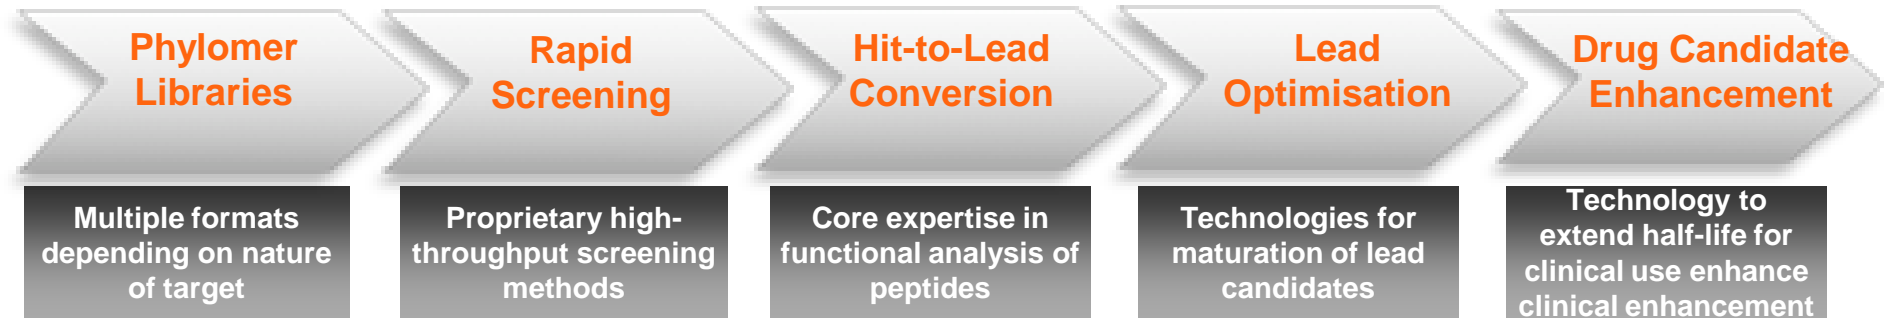 Phylomer
Libraries
Rapid
Screening
Hit-to-Lead
Conversion
Lead
Optimisation
Drug Candidate
Enhancement
Multiple formats
depending on nature
of target
Proprietary high-
throughput screening
methods
Core expertise in
functional analysis of
peptides
Technologies for
maturation of lead
candidates
Technology to
extend half-life for
clinical use enhance
clinical enhancement